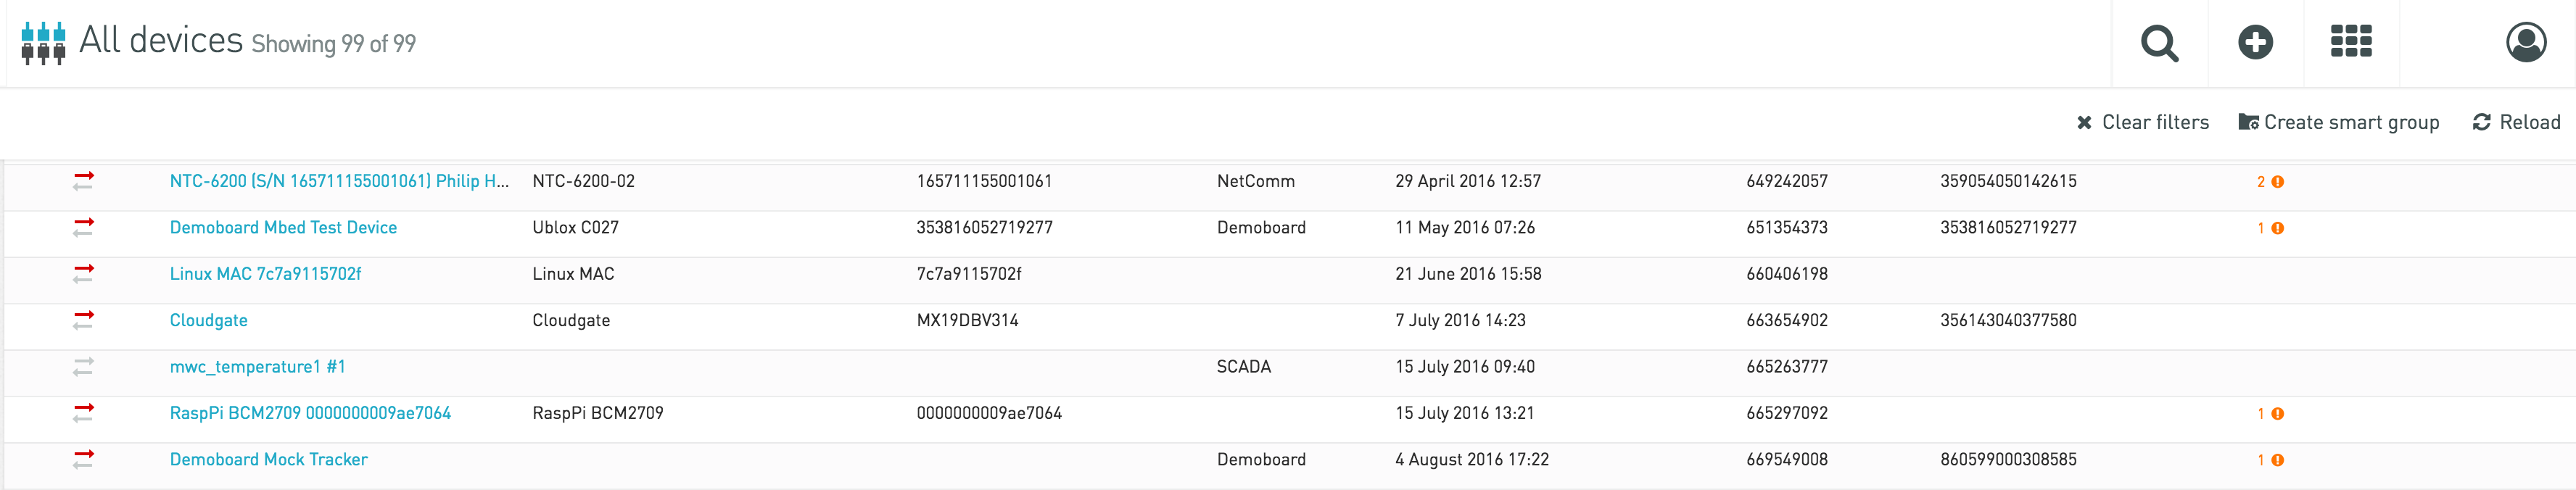 All devices Showing 99 of 99
Clear filters Create smart group Reload
NTC-6200 (S/N 165711155001061) Philip H... NTC-6200-02 165711155001061 NetComm 29 April 2016 12:57 649242057 359054050142615 2
Demoboard Mbed Test Device Ublox C027 353816052719277 Demoboard 11 May 2016 07:26 651354373 353816052719277 1
Linux MAC 7c7a9115702f Linux MAC 7c7a9115702f 21 June 2016 15:58 660406198
Cloudgate Cloudgate MX19DBV314 7 July 2016 14:23 663654902 356143040377580
mwc_temperature1 #1 SCADA 15 July 2016 09:40 665263777
RaspPi BCM2709 0000000009ae7064 RaspPi BCM2709 0000000009ae7064 15 July 2016 13:21 665297092 1
Demoboard Mock Tracker Demoboard 4 August 2016 17:22 669549008 860599000308585 1